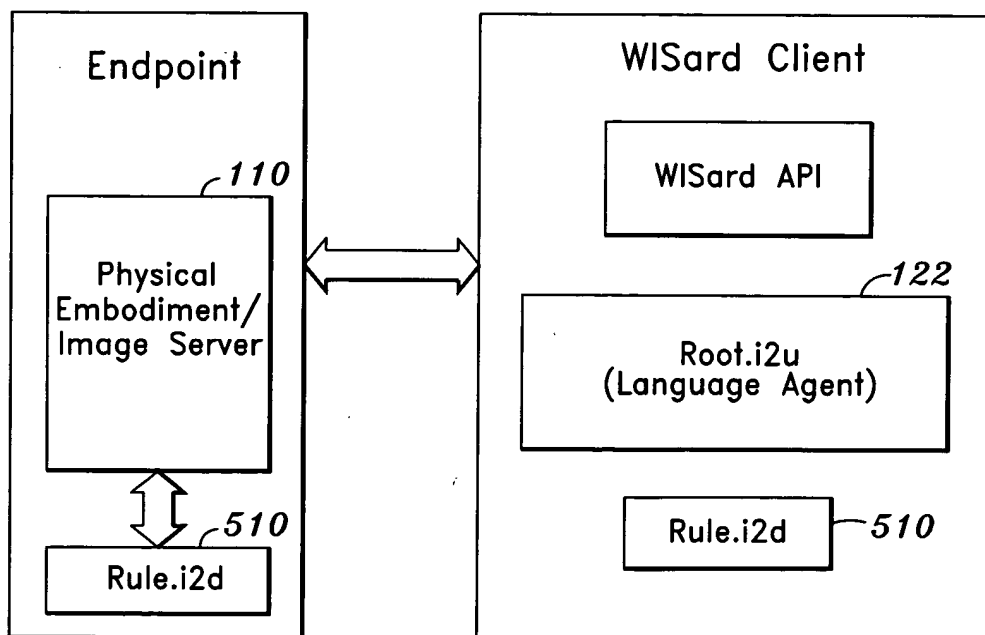 Endpoint
110
Physical
Embodiment/
Image Server
510
Rule.i2d
WISard Client
WISard API
122
Root.i2u
(Language Agent)
Rule.i2d
510